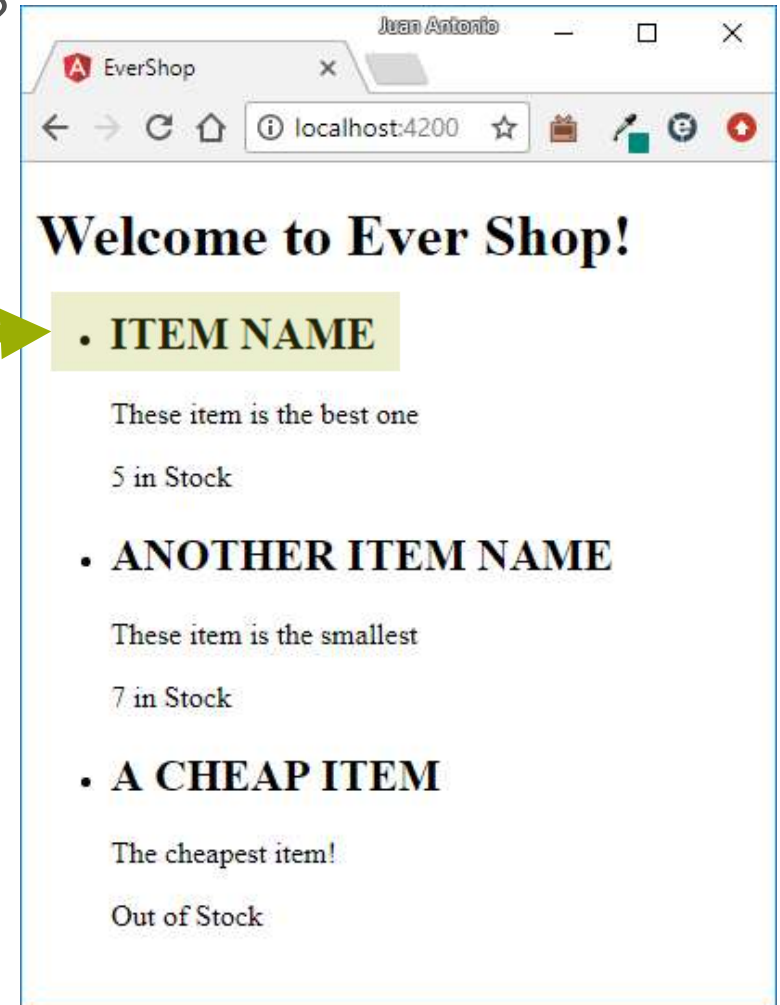 Juan Antonio
EverShop
localhost:4200
Welcome to Ever Shop!
• ITEM NAME
These item is the best one
5 in Stock
• ANOTHER ITEM NAME
These item is the smallest
7 in Stock
• A CHEAP ITEM
The cheapest item!
Out of Stock